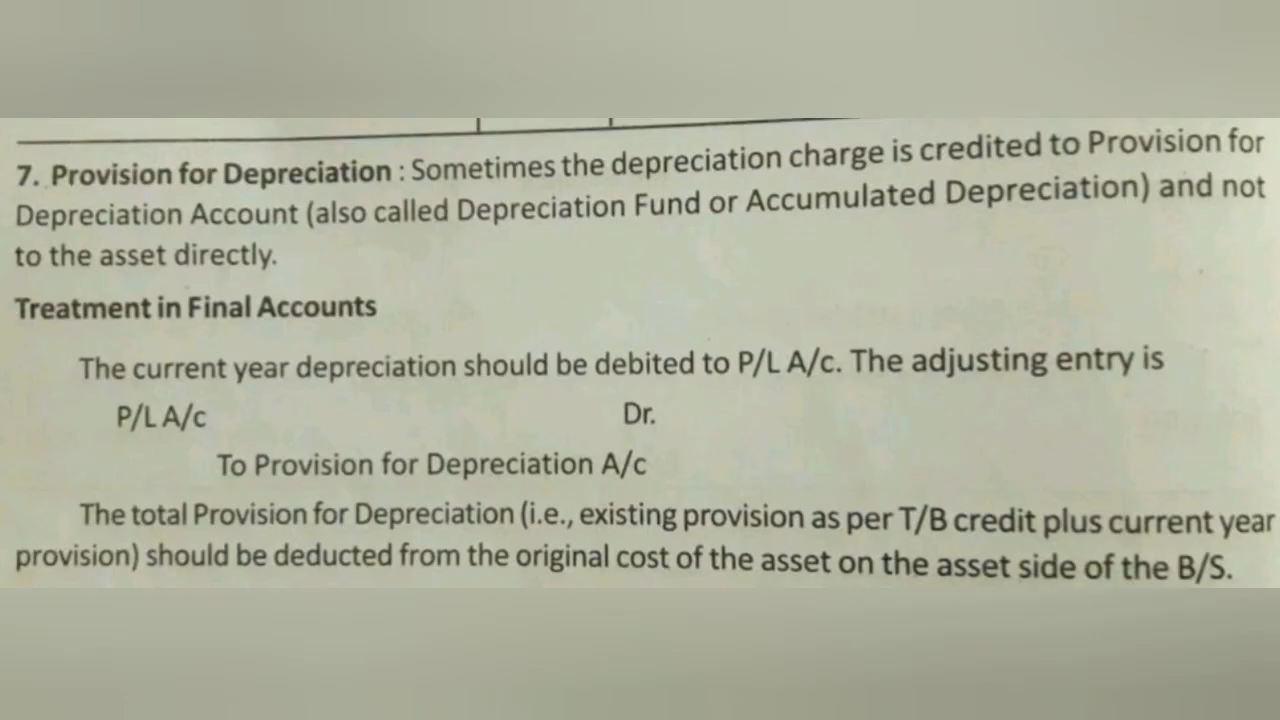 7. Provision for Depreciation : Sometimes the depreciation charge is credited to Provision for
Depreciation Account (also called Depreciation Fund or Accumulated Depreciation) and not
to the asset directly.
Treatment in Final Accounts
The current year depreciation should be debited to P/L A/c. The adjusting entry is
P/L A/c Dr.
To Provision for Depreciation A/c
The total Provision for Depreciation (i.e., existing provision as per T/B credit plus current year
provision) should be deducted from the original cost of the asset on the asset side of the B/S.